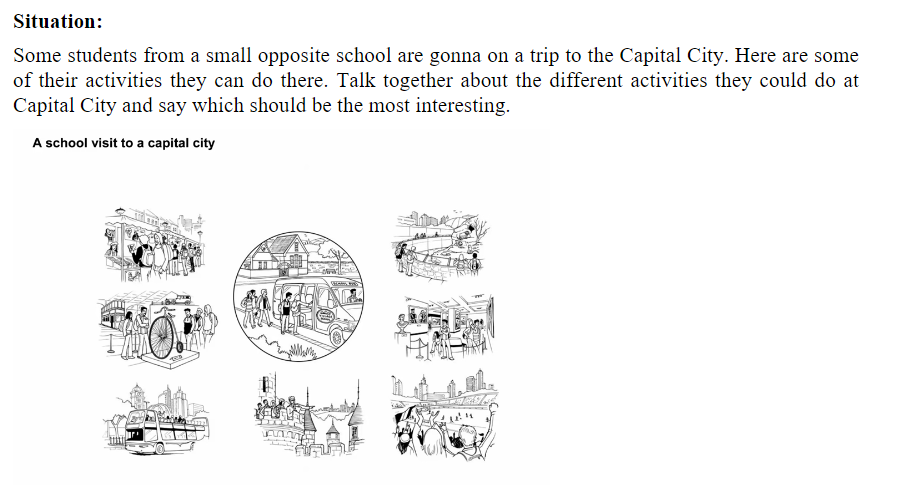 Situation:
Some students from a small opposite school are gonna on a trip to the Capital City. Here are some
of their activities they can do there. Talk together about the different activities they could do at
Capital City and say which should be the most interesting.
A school visit to a capital city